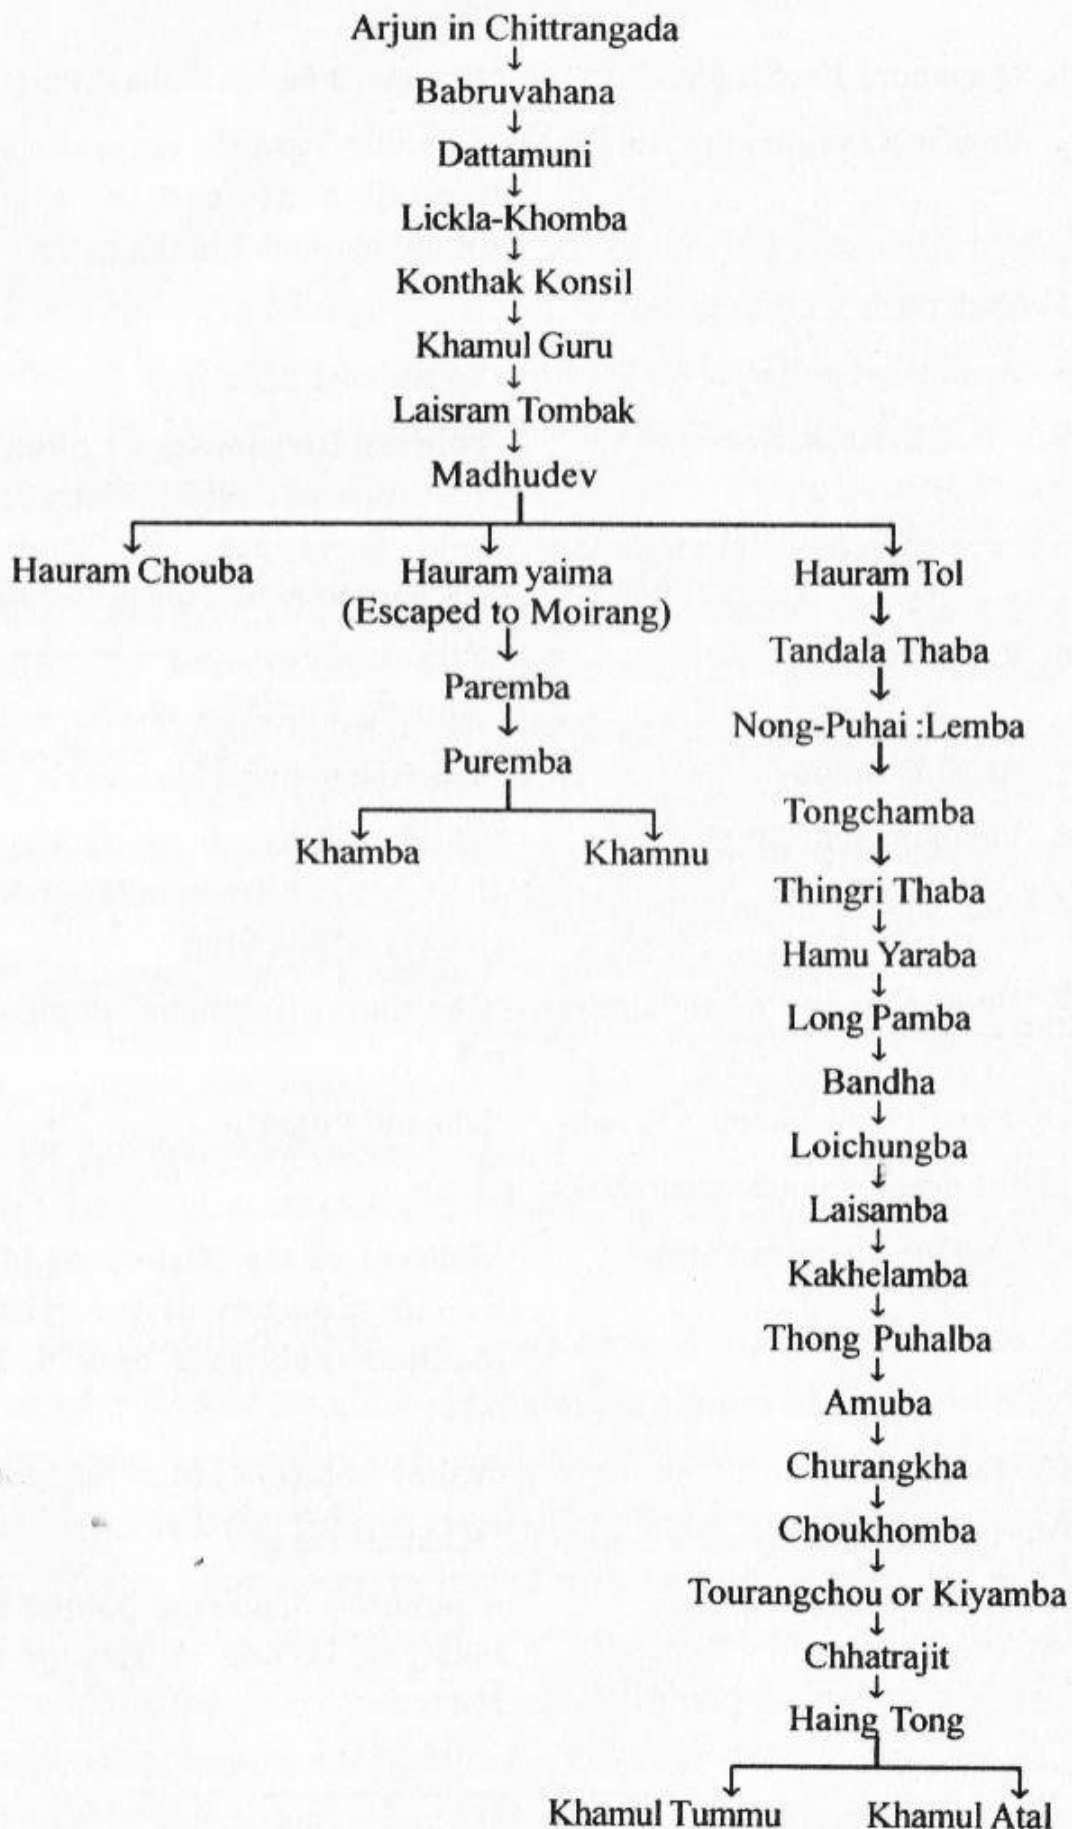 Arjun in Chittrangada
Babruvahana
Dattamuni
Lickla-Khomba
Konthak Konsil
Khamul Guru
Laisram Tombak
Madhudev
Hauram Chouba Hauram yaima Hauram Tol
(Escaped to Moirang)
Tandala Thaba
Paremba
Nong-Puhai :Lemba
Puremba
Tongchamba
Khamba Khamnu
Thingri Thaba
Hamu Yaraba
Long Pamba
Bandha
Loichungba
Laisamba
Kakhelamba
Thong Puhalba
Amuba
Churangkha
Choukhomba
Tourangchou or Kiyamba
Chhatrajit
Haing Tong
Khamul Tummu Khamul Atal